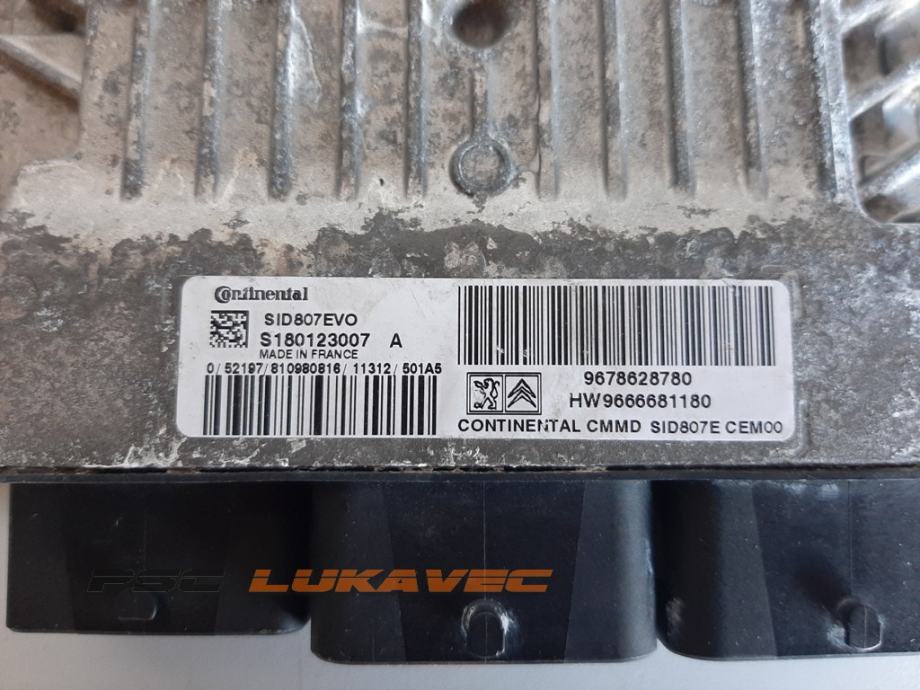 Continental
SID807EVO
S180123007 A
MADE IN FRANCE
0/52197/810980816/11312/501A5
9678628780
HW9666681180
CONTINENTAL CMMD SID807E CEM00
PSC LUKAVEC